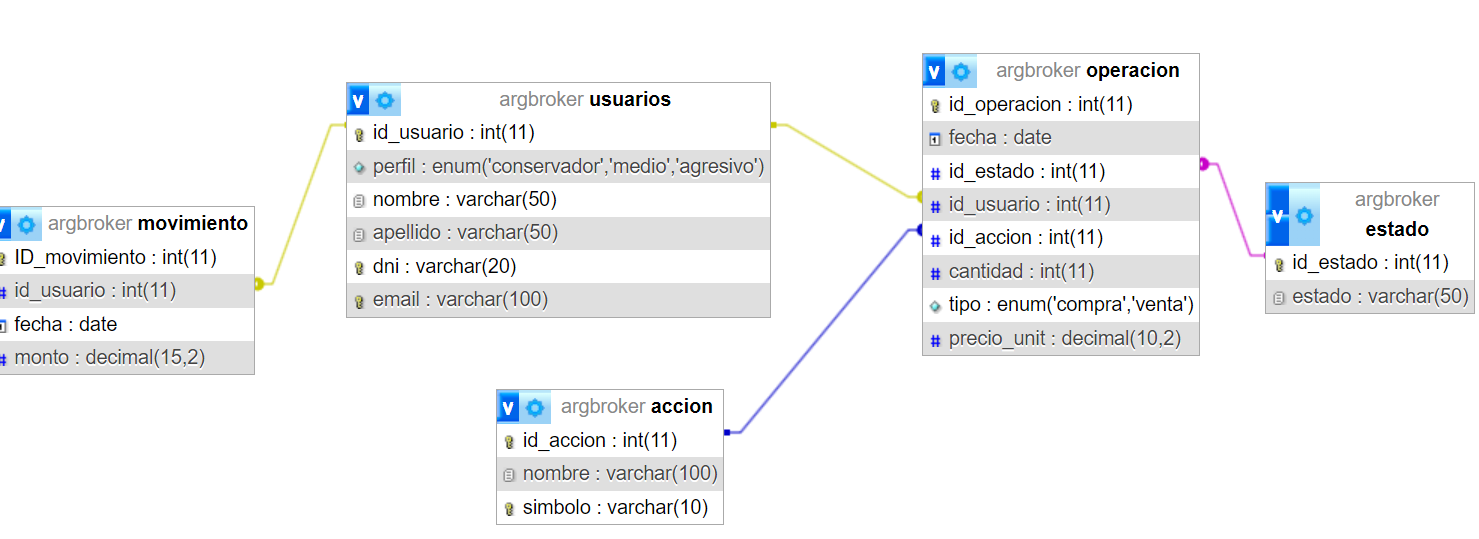 argbroker movimiento
ID_movimiento : int(11)
id_usuario : int(11)
fecha : date
monto : decimal(15,2)
v argbroker usuarios
id_usuario : int(11)
perfil : enum('conservador','medio','agresivo')
nombre : varchar(50)
apellido : varchar(50)
dni : varchar(20)
email : varchar(100)
v argbroker accion
id_accion : int(11)
nombre : varchar(100)
simbolo : varchar(10)
v argbroker operacion
id_operacion : int(11)
fecha : date
id_estado : int(11)
id_usuario : int(11)
id_accion : int(11)
cantidad : int(11)
tipo : enum('compra','venta')
precio_unit : decimal(10,2)
v argbroker
estado
id_estado : int(11)
estado : varchar(50)